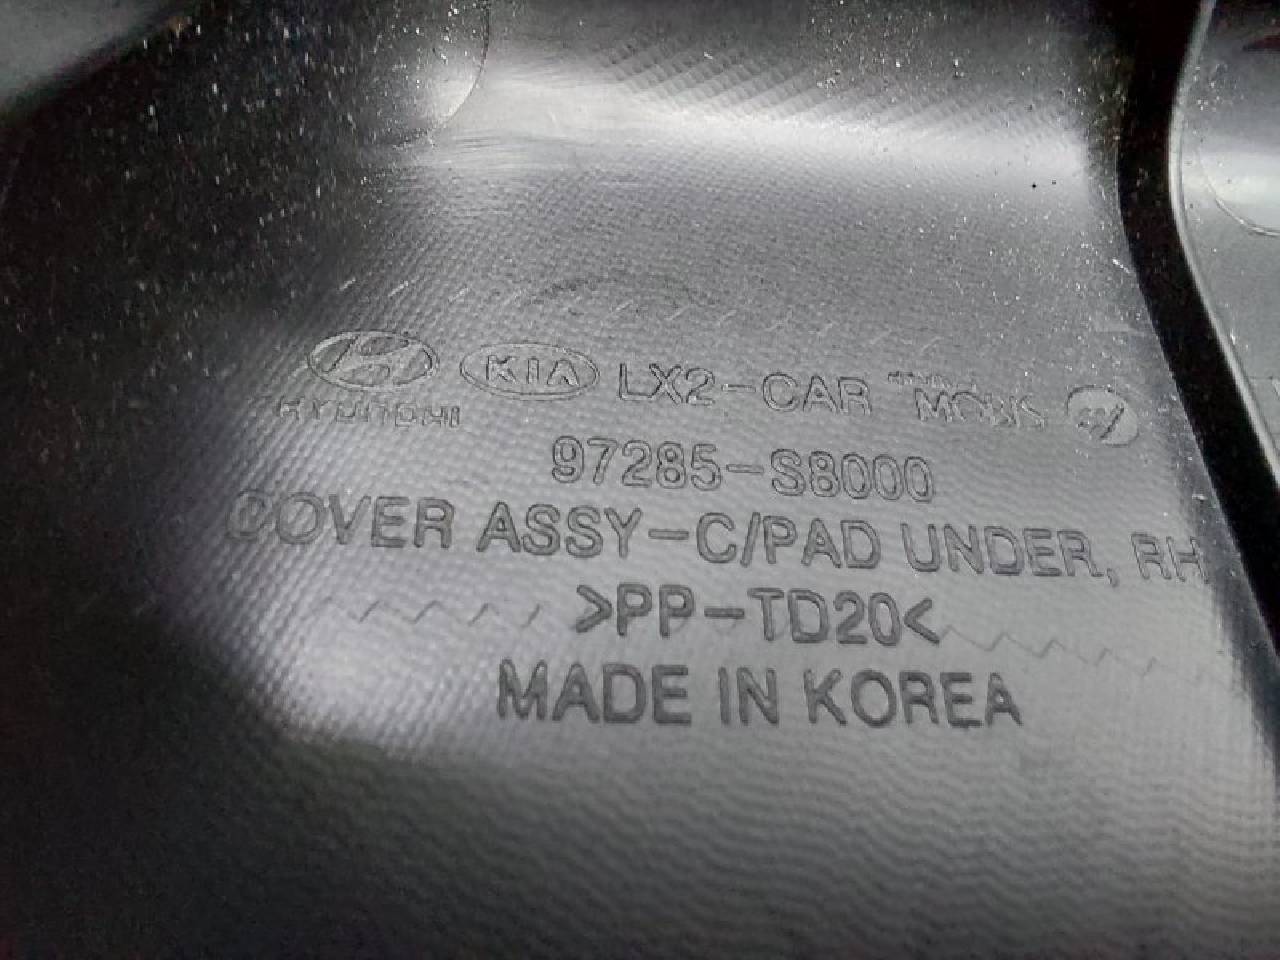 HYUNDAI KIA LX2-CAR MOBIS
97285-S8000
COVER ASSY-C/PAD UNDER, RH
>PP-TD20<
MADE IN KOREA